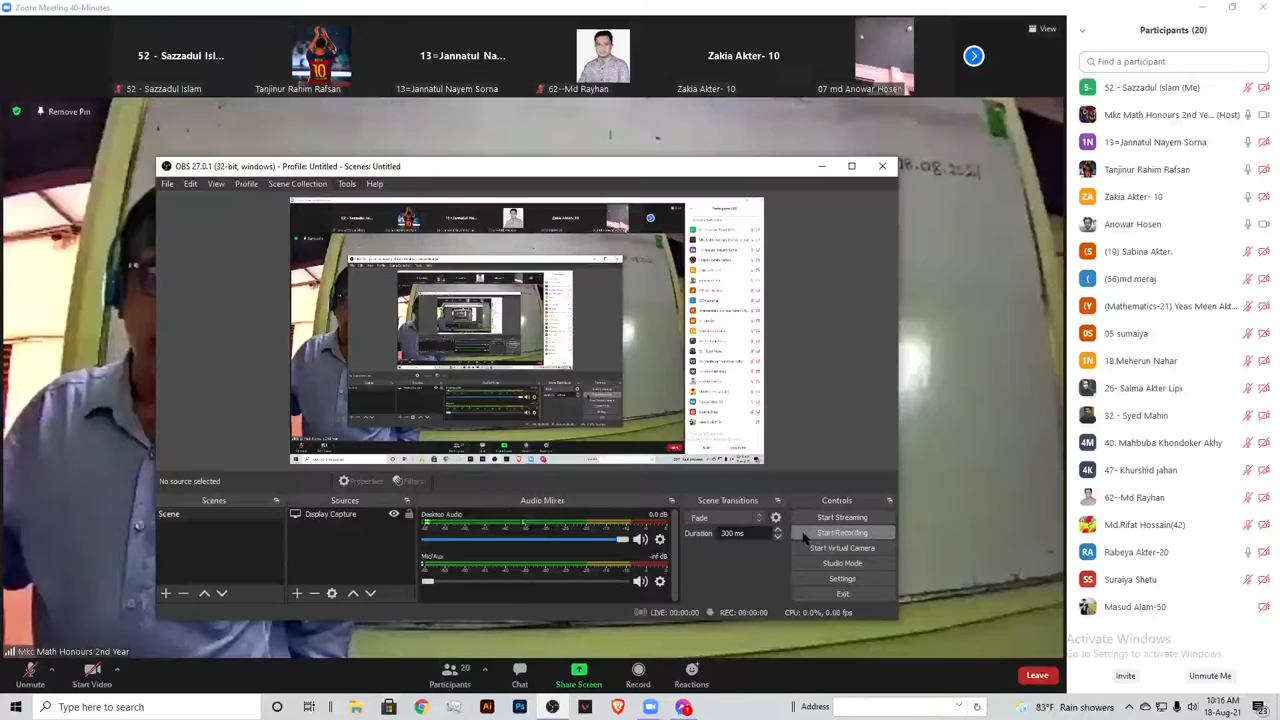 Zoom Meeting 40-Minutes
View
52 - Sazzadul Isl...
13=Jannatul Na...
Zakia Akter- 10
52 - Sazzadul Islam
Tanjinur Rahim Rafsan
13=Jannatul Nayem Sorna
62--Md Rayhan
Zakia Akter- 10
07 md Anowar Hosen
Remove Pin
OBS 27.0.1 (32-bit, windows) - Profile: Untitled - Scenes: Untitled
File
Edit
View
Profile
Scene Collection
Tools
Help
No source selected
Properties
Filters
Scenes
Scene
Sources
Display Capture
Audio Mixer
Desktop Audio
0.0 dB
Mic/Aux
-inf dB
Scene Transitions
Fade
Duration
300 ms
Controls
Start Streaming
Start Recording
Start Virtual Camera
Studio Mode
Settings
Exit
LIVE: 00:00:00
REC: 00:00:00
CPU: 0.0%, 0.00 fps
Mkc Math Honours 2nd Year
Participants (20)
Find a participant
52 - Sazzadul Islam (Me)
Mkc Math Honours 2nd Ye... (Host)
13=Jannatul Nayem Sorna
Tanjinur Rahim Rafsan
Zakia Akter- 10
Anowar Hosen
(19) Sabina Akter.
(56)md.meraj
(Mathematics-21) Yeas Meen Akt...
05 sumaiya
18.Meherun Nahar
29- Salma Akter Lipi
32 - Syed Mahin
40- Mahbuba Khondoker Akhy
47- Khurshid jahan
62--Md Rayhan
Md.Rifat Hossain(42)
Rabeya Akter-20
Suraiya Shetu
Masud Alam-50
Activate Windows
Go to Settings to activate Windows.
Invite
Unmute Me
Unmute
Start Video
Participants
20
Chat
Share Screen
Record
Reactions
Leave
Type here to search
Address
83°F Rain showers
10:16 AM
18-Aug-21